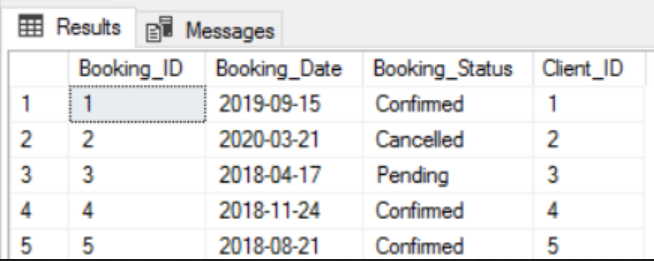 Results Messages
Booking_ID Booking_Date Booking_Status Client_ID
1 1 2019-09-15 Confirmed 1
2 2 2020-03-21 Cancelled 2
3 3 2018-04-17 Pending 3
4 4 2018-11-24 Confirmed 4
5 5 2018-08-21 Confirmed 5